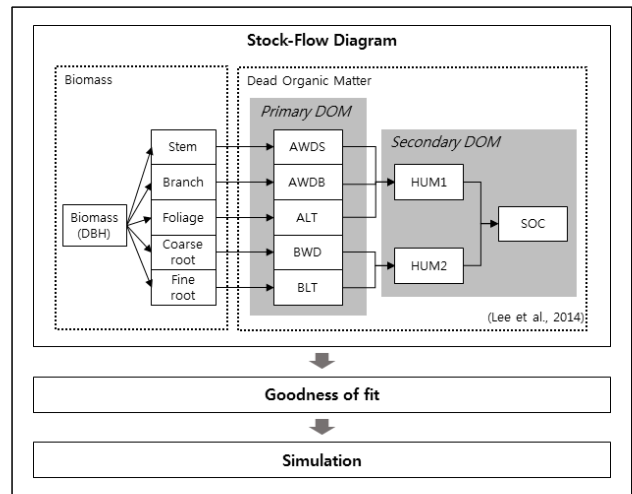 Stock-Flow Diagram
Biomass
Dead Organic Matter
Primary DOM
Secondary DOM
Biomass
(DBH)
Stem
Branch
Foliage
Coarse
root
Fine
root
AWDS
AWDB
ALT
BWD
BLT
HUM1
HUM2
SOC
(Lee et al., 2014)
Goodness of fit
Simulation